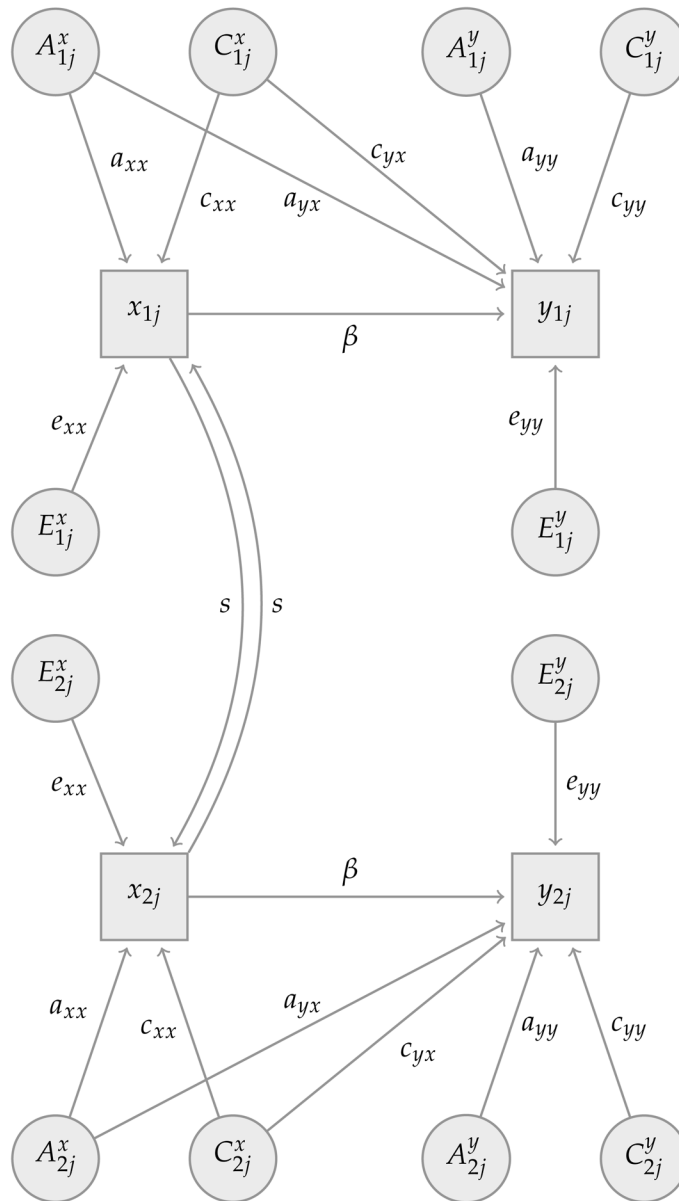 A^x_{1j} C^x_{1j} A^y_{1j} C^y_{1j}
a_{xx} c_{xx} a_{yx} c_{yx} a_{yy} c_{yy}
x_{1j} β y_{1j}
e_{xx} e_{yy}
E^x_{1j} E^y_{1j}
s s
E^x_{2j} E^y_{2j}
e_{xx} e_{yy}
x_{2j} β y_{2j}
a_{xx} c_{xx} a_{yx} c_{yx} a_{yy} c_{yy}
A^x_{2j} C^x_{2j} A^y_{2j} C^y_{2j}